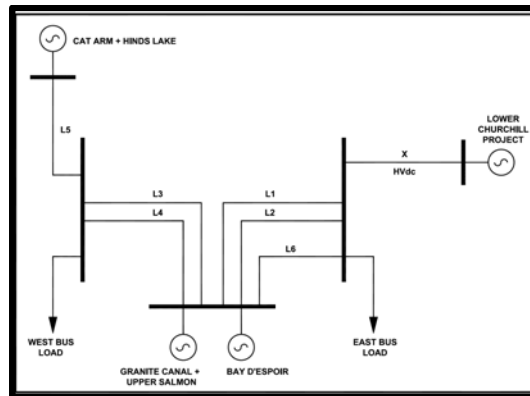 CAT ARM + HINDS LAKE
LOWER
CHURCHILL
PROJECT
L5
X
HVdc
L3
L1
L4
L2
L6
WEST BUS
LOAD
GRANITE CANAL +
UPPER SALMON
BAY D'ESPOIR
EAST BUS
LOAD